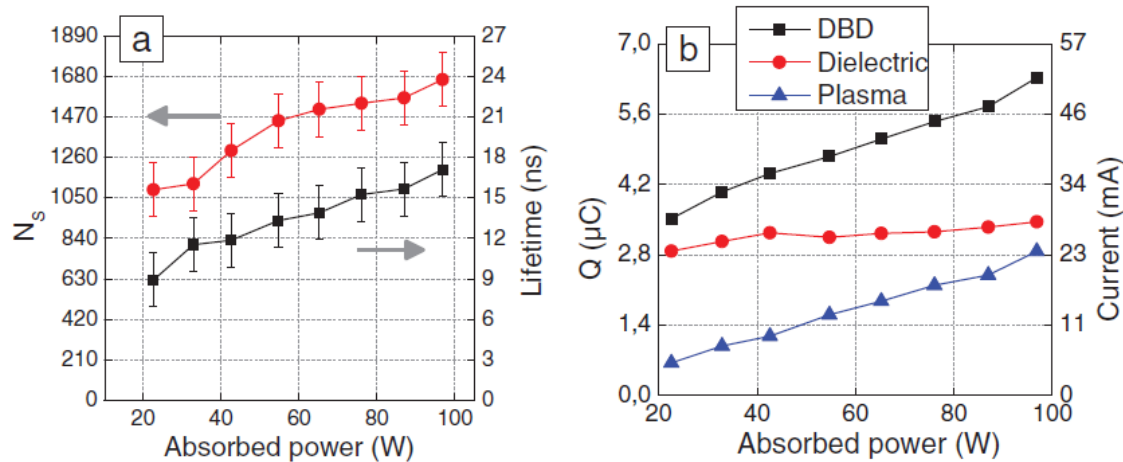 a
1890
1680
1470
1260
1050
840
630
420
210
0
N_s
27
24
21
18
15
12
9
6
3
0
Lifetime (ns)
20 40 60 80 100
Absorbed power (W)
b
DBD
Dielectric
Plasma
7,0
5,6
4,2
2,8
1,4
0,0
Q (µC)
57
46
34
23
11
0
Current (mA)
20 40 60 80 100
Absorbed power (W)